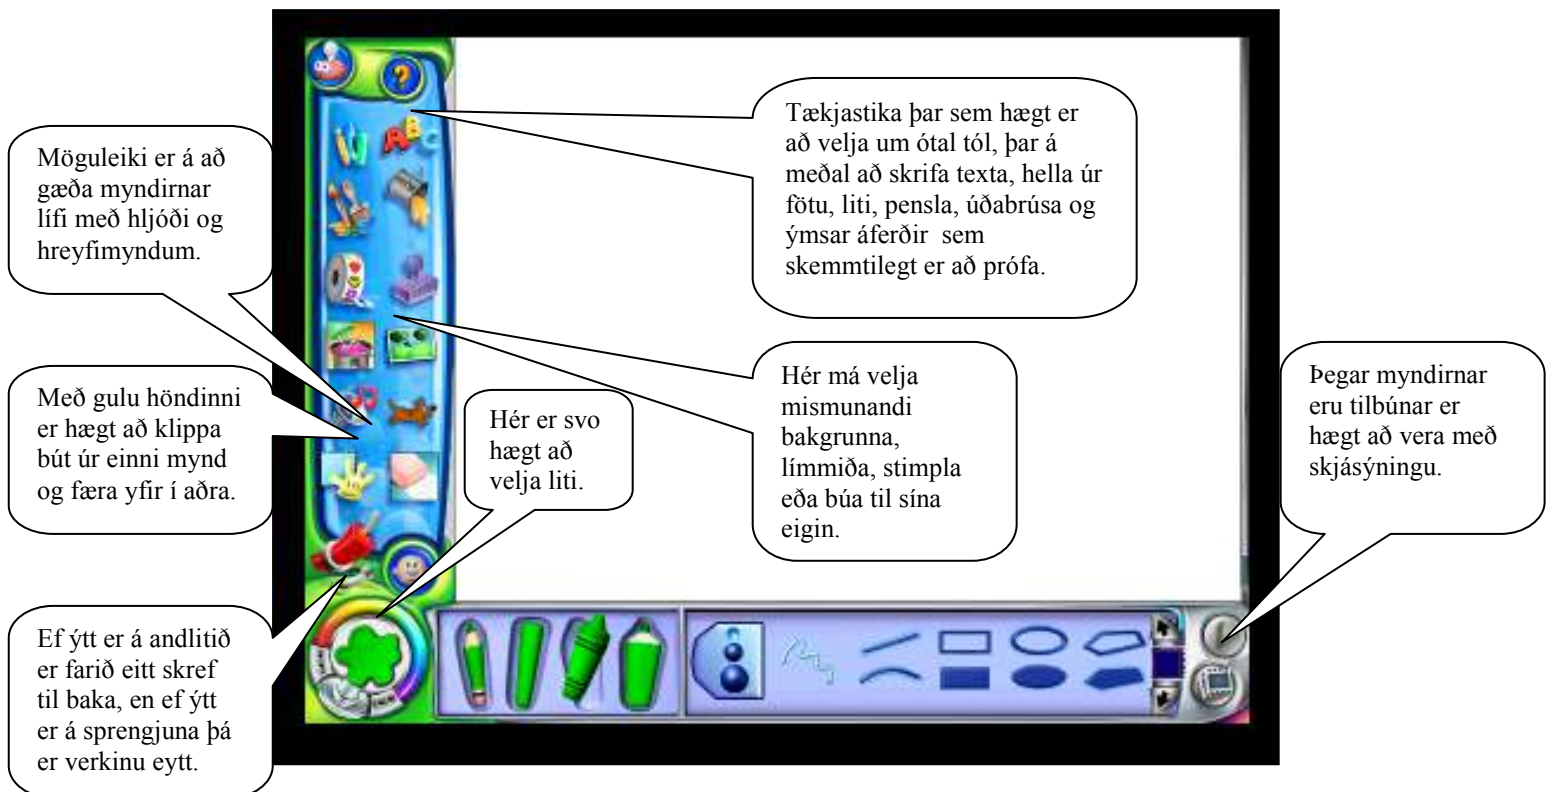 Tækjastika þar sem hægt er
að velja um ótal tól, þar á
meðal að skrifa texta, hella úr
fötu, liti, pensla, úðabrúsa og
ýmsar áferðir sem
skemmtilegt er að prófa.
Möguleiki er á að
gæða myndirnar
lífi með hljóði og
hreyfimyndum.
Með gulu höndinni
er hægt að klippa
bút úr einni mynd
og færa yfir í aðra.
Hér er svo
hægt að
velja liti.
Hér má velja
mismunandi
bakgrunna,
límmiða, stimpla
eða búa til sína
eigin.
Þegar myndirnar
eru tilbúnar er
hægt að vera með
skjásýningu.
Ef ýtt er á andlitið
er farið eitt skref
til baka, en ef ýtt
er á sprengjuna þá
er verkinu eytt.
? 
A B C